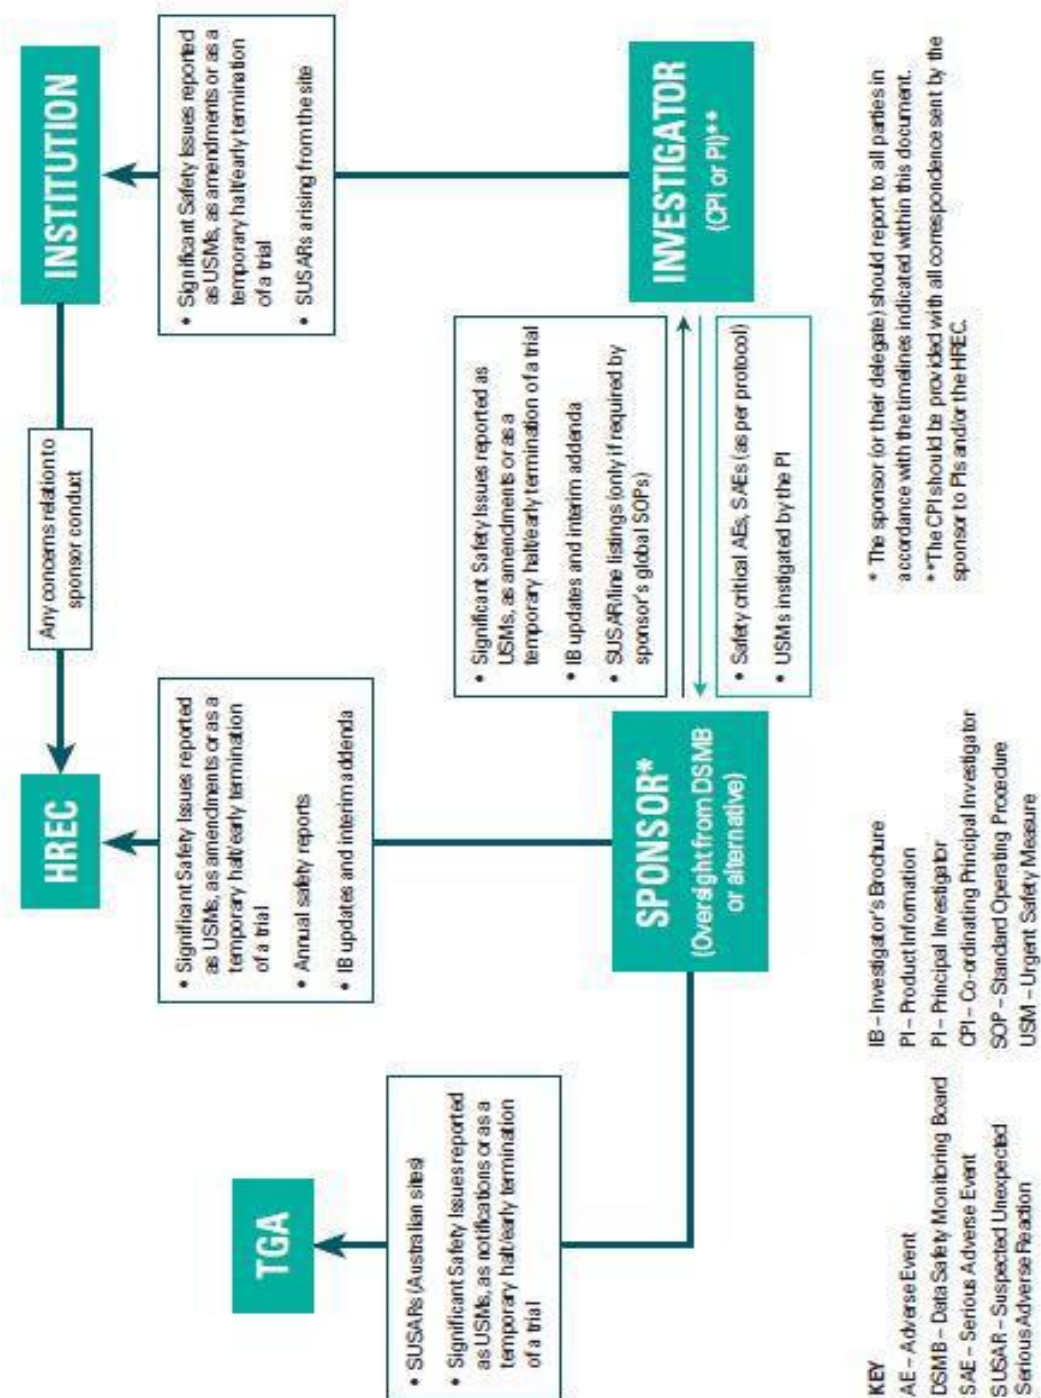 INSTITUTION
Any concerns relation to
sponsor conduct
HREC
TGA
• Significant Safety Issues reported
as USMs, as amendments or as a
temporary halt/early termination
of a trial
• SUSARs arising from the site
• Significant Safety Issues reported
as USMs, as amendments or as a
temporary halt/early termination
of a trial
• Annual safety reports
• IB updates and interim addenda
• SUSARs (Australian sites)
• Significant Safety Issues reported
as USMs, as notifications or as a
temporary halt/early termination
of a trial
INVESTIGATOR
(CPI or PI)**
• Significant Safety Issues reported as
USMs, as amendments or as a
temporary halt/early termination of a trial
• IB updates and interim addenda
• SUSAR/line listings (only if required by
sponsor's global SOPs)
• Safety critical AEs, SAEs (as per protocol)
• USMs instigated by the PI
SPONSOR*
(Oversight from DSMB
or alternative)
KEY
AE – Adverse Event
DSMB – Data Safety Monitoring Board
SAE – Serious Adverse Event
SUSAR – Suspected Unexpected
Serious Adverse Reaction
IB – Investigator's Brochure
PI – Product Information
PI – Principal Investigator
CPI – Co-ordinating Principal Investigator
SOP – Standard Operating Procedure
USM – Urgent Safety Measure
* The sponsor (or their delegate) should report to all parties in
accordance with the timelines indicated within this document.
**The CPI should be provided with all correspondence sent by the
sponsor to PIs and/or the HREC.